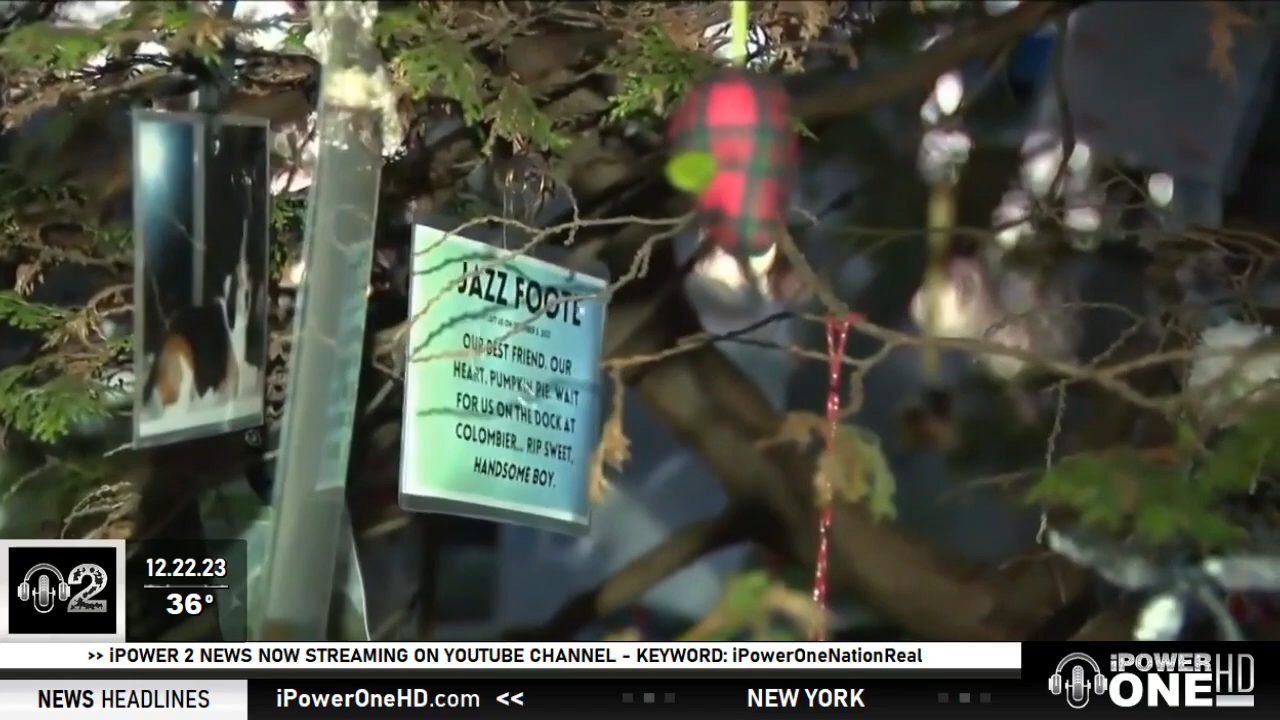 JAZZ FOOTE
OUR BEST FRIEND. OUR
HEART. PUMPKIN PIE. WAIT
FOR US ON THE DOCK AT
COLOMBIER... RIP SWEET,
HANDSOME BOY.
2
12.22.23
36°
>> iPOWER 2 NEWS NOW STREAMING ON YOUTUBE CHANNEL - KEYWORD: iPowerOneNationReal
NEWS HEADLINES
iPowerOneHD.com <<
NEW YORK
iPOWER
ONE HD